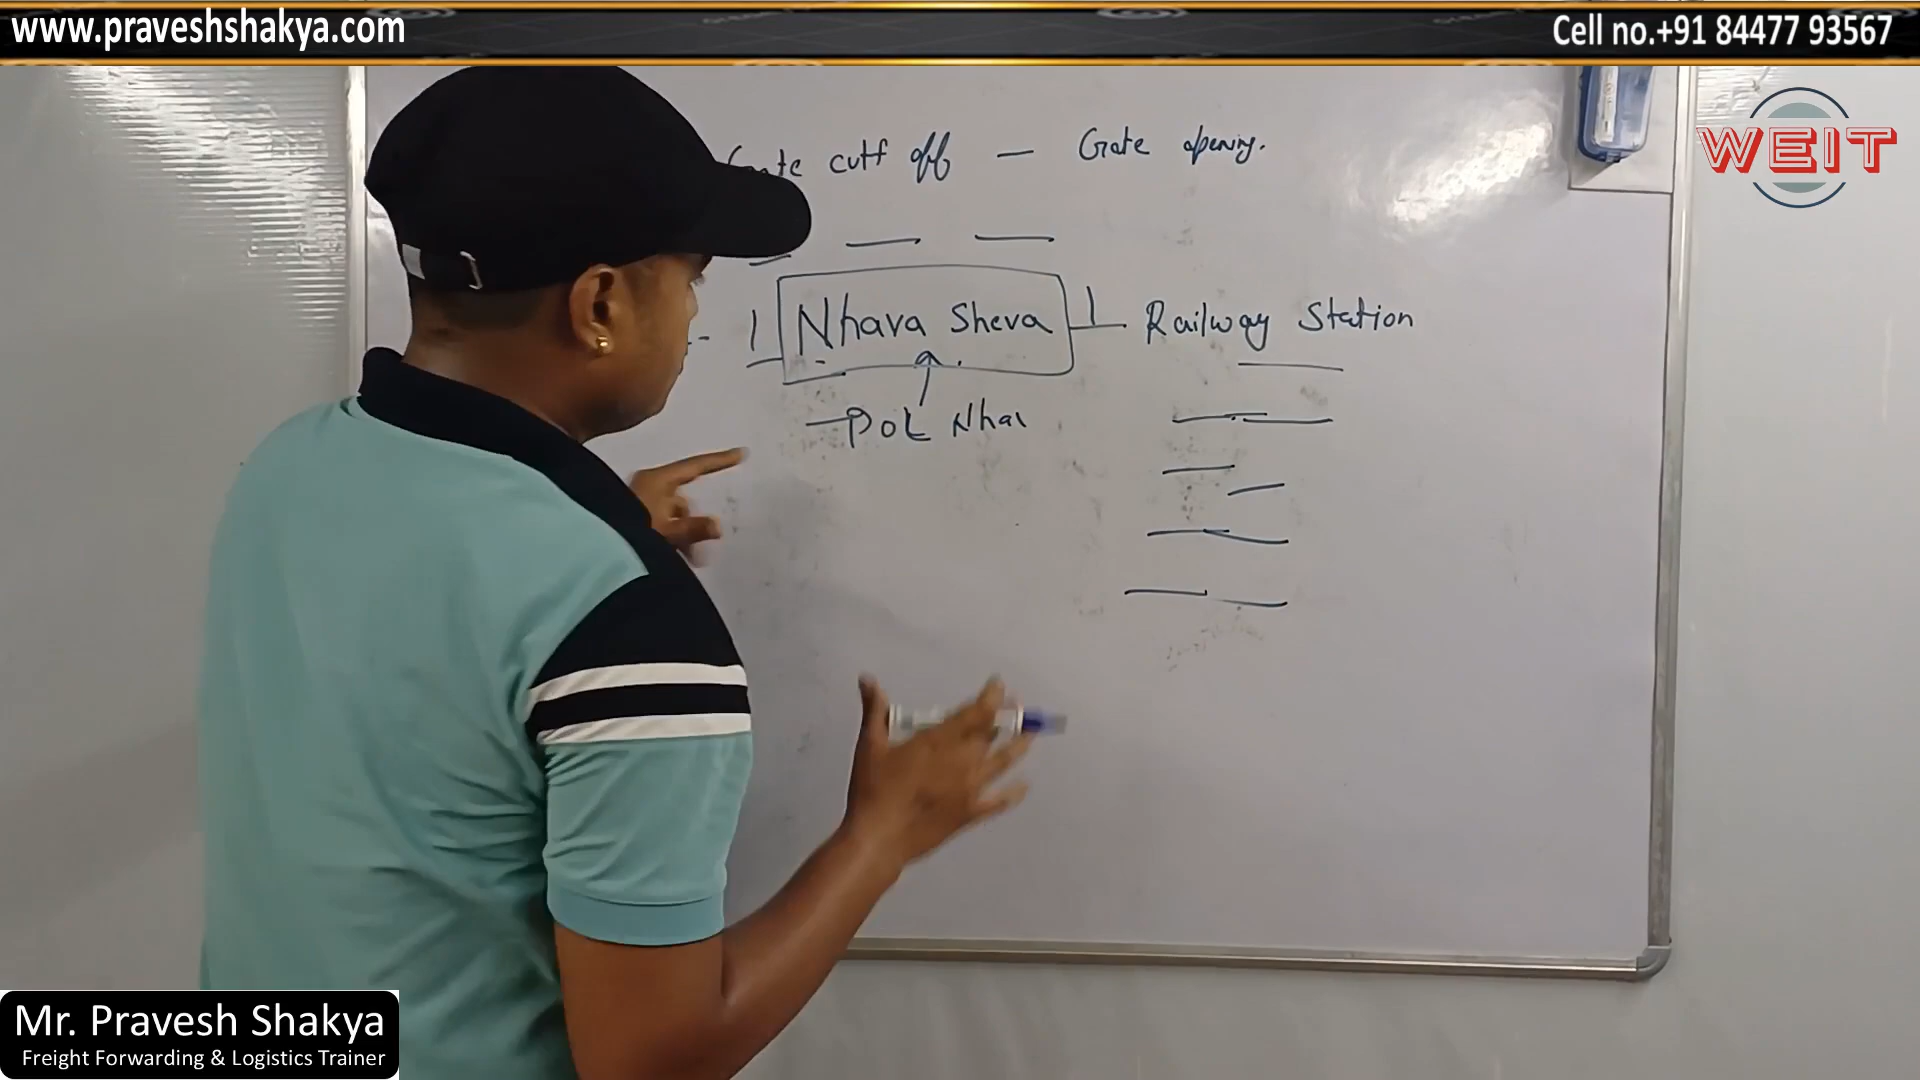 www.praveshshakya.com
Cell no.+91 84477 93567
WEIT
Gate cutt off — Gate opening.
Nhava Sheva
Railway Station
POL Nhav
Mr. Pravesh Shakya
Freight Forwarding & Logistics Trainer